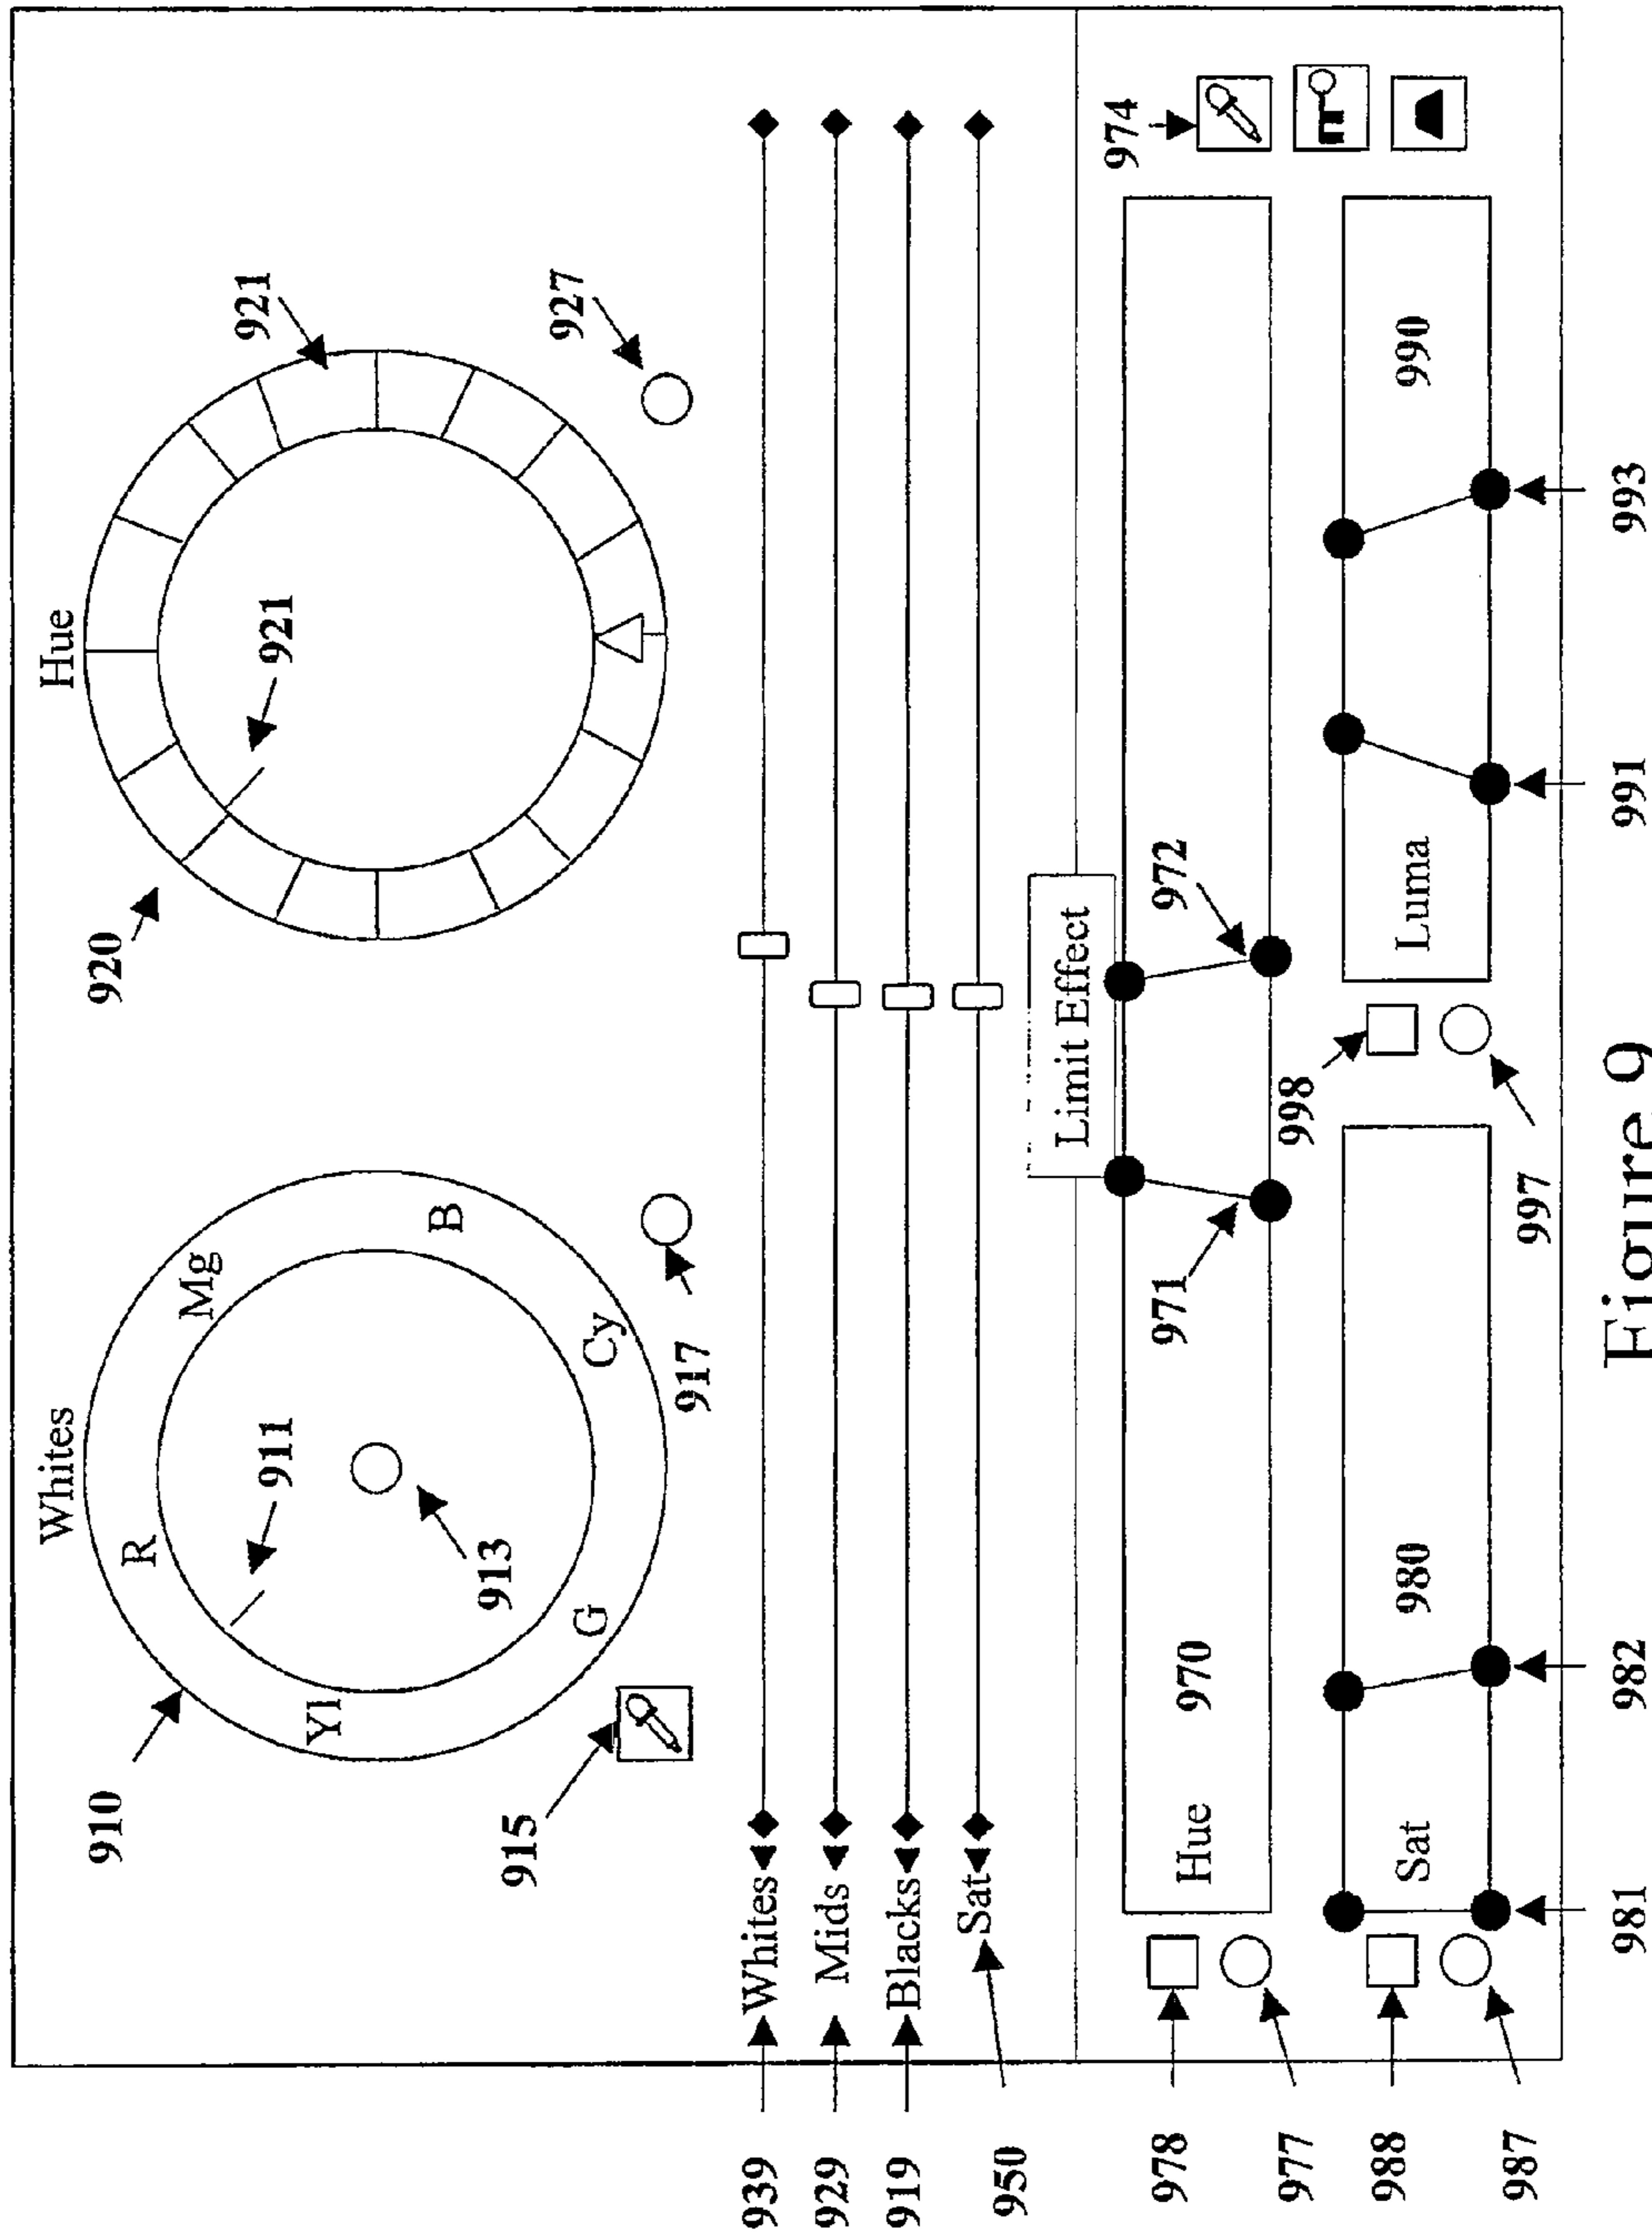 Whites
Hue
910
R
911
Mg
920
921
921
Yl
913
B
G
Cy
915
917
927
939
Whites
929
Mids
919
Blacks
950
Sat
Limit Effect
974
978
977
Hue
970
971
972
998
988
987
Sat
980
997
Luma
990
981
982
991
993
Figure 9